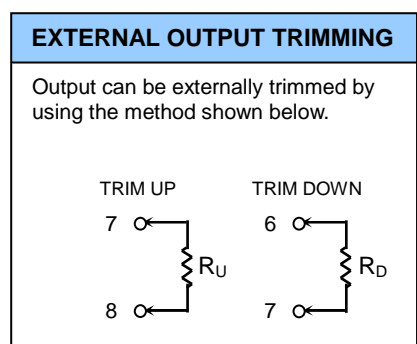 EXTERNAL OUTPUT TRIMMING
Output can be externally trimmed by
using the method shown below.
TRIM UP TRIM DOWN
7 6
RU RD
8 7